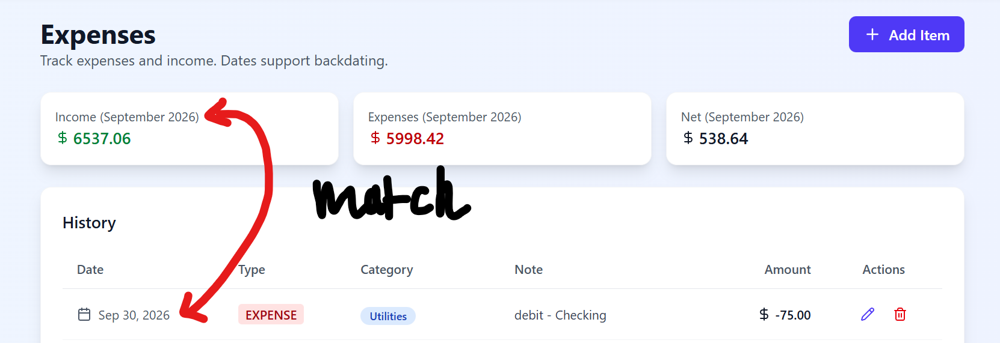 Expenses
+ Add Item
Track expenses and income. Dates support backdating.
Income (September 2026)
$ 6537.06
Expenses (September 2026)
$ 5998.42
Net (September 2026)
$ 538.64
match
History
Date Type Category Note Amount Actions
Sep 30, 2026 EXPENSE Utilities debit - Checking $ -75.00